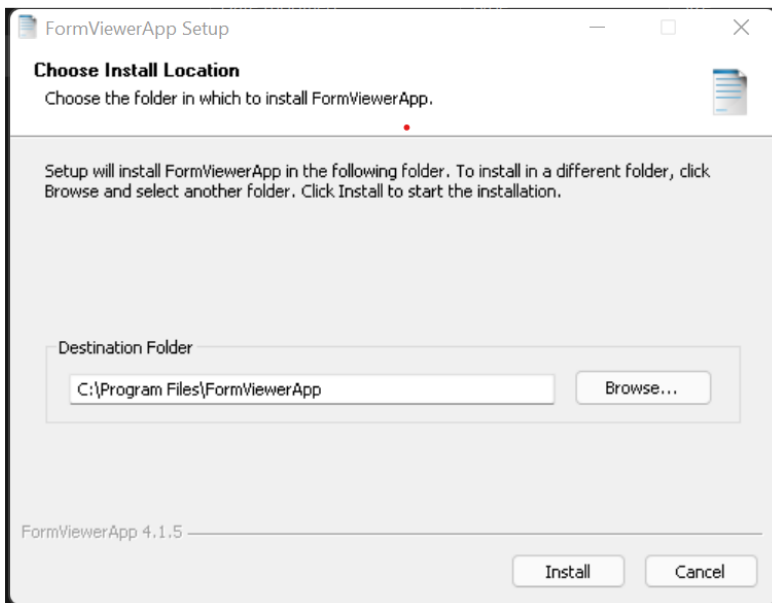 FormViewerApp Setup
Choose Install Location
Choose the folder in which to install FormViewerApp.
Setup will install FormViewerApp in the following folder. To install in a different folder, click
Browse and select another folder. Click Install to start the installation.
Destination Folder
C:\Program Files\FormViewerApp
Browse...
FormViewerApp 4.1.5
Install
Cancel